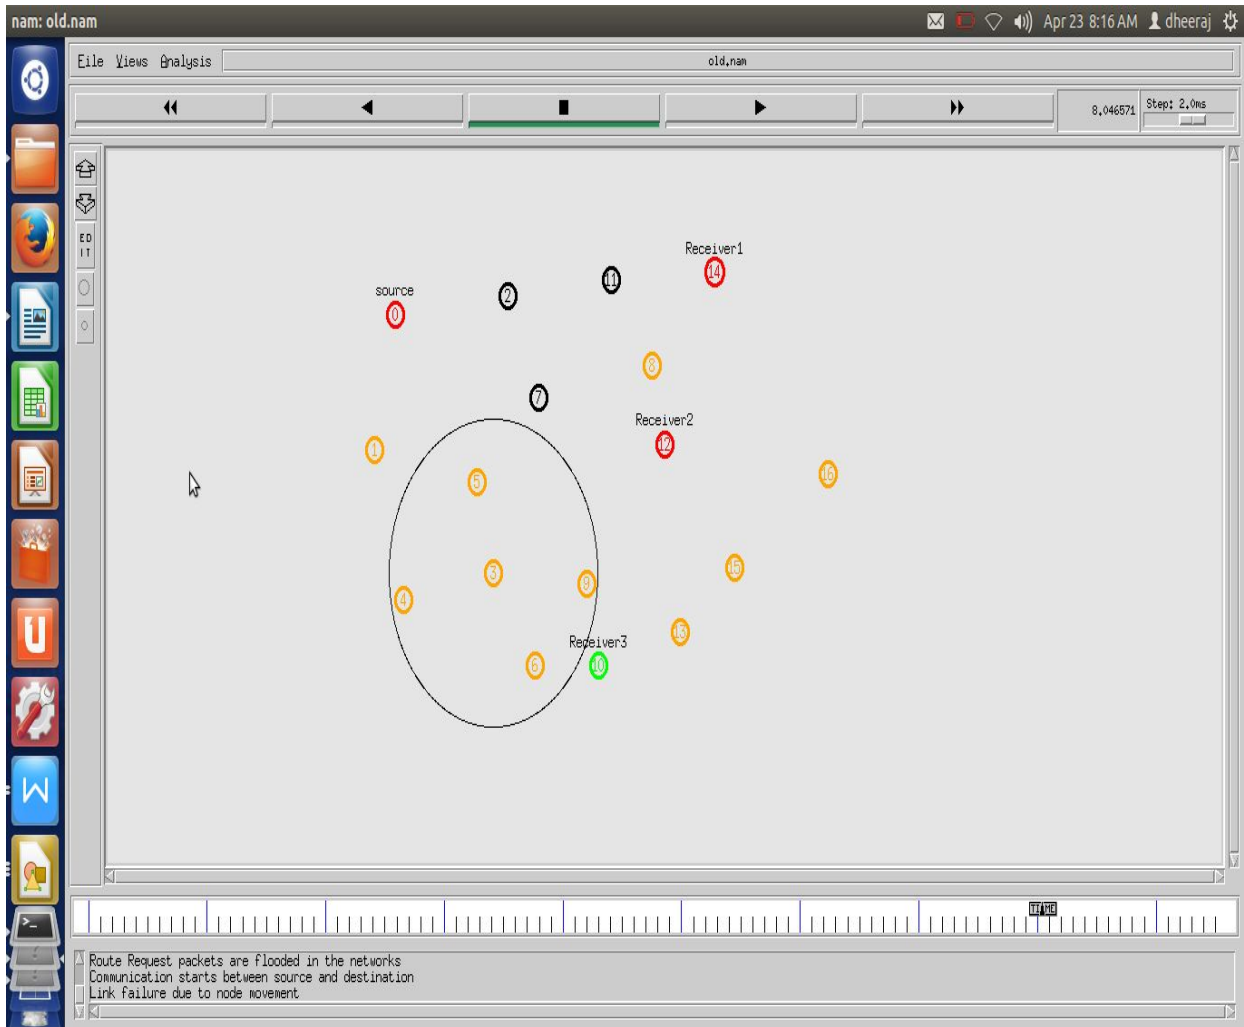 nam: old.nam
Apr 23 8:16 AM dheeraj
File Views Analysis
old.nam
8.046571
Step: 2.0ms
ED
IT
Receiver1
14
11
2
source
0
8
7
Receiver2
12
1
16
5
3
15
9
4
13
Receiver3
6
10
TIME
Route Request packets are flooded in the networks
Communication starts between source and destination
Link failure due to node movement